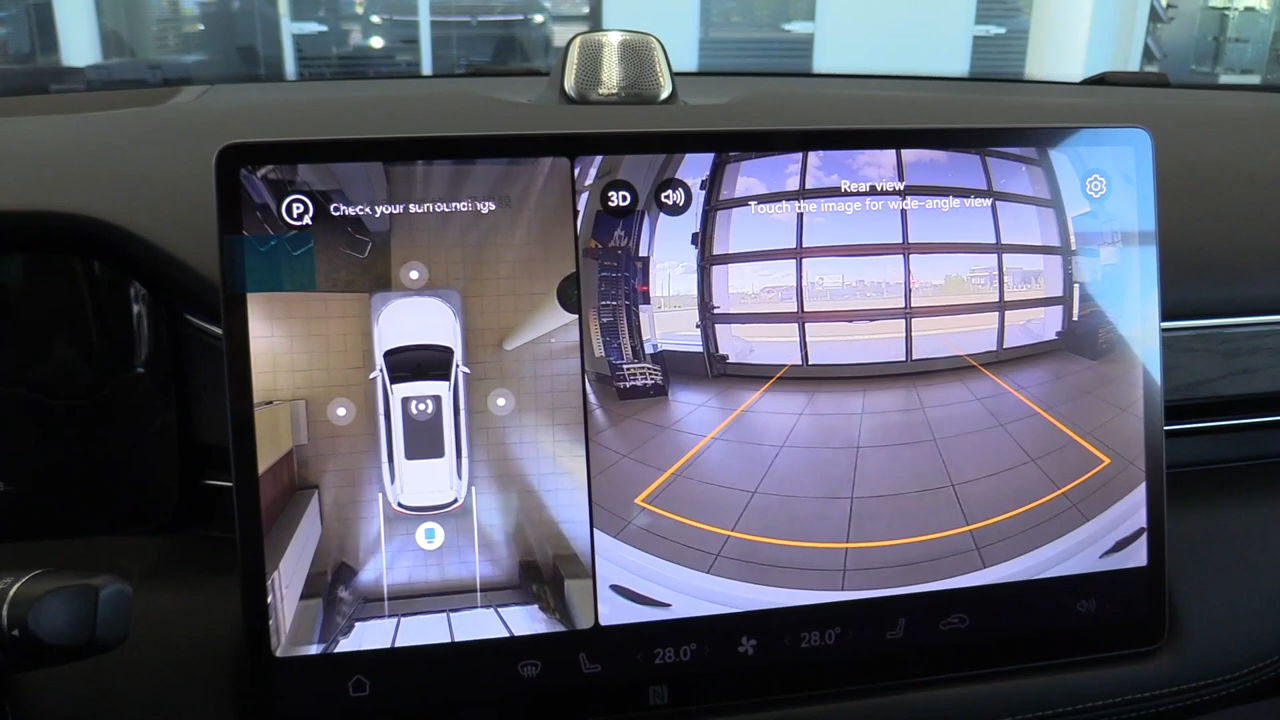 P
A
Check your surroundings
3D
Rear view
Touch the image for wide-angle view
28.0°
28.0°